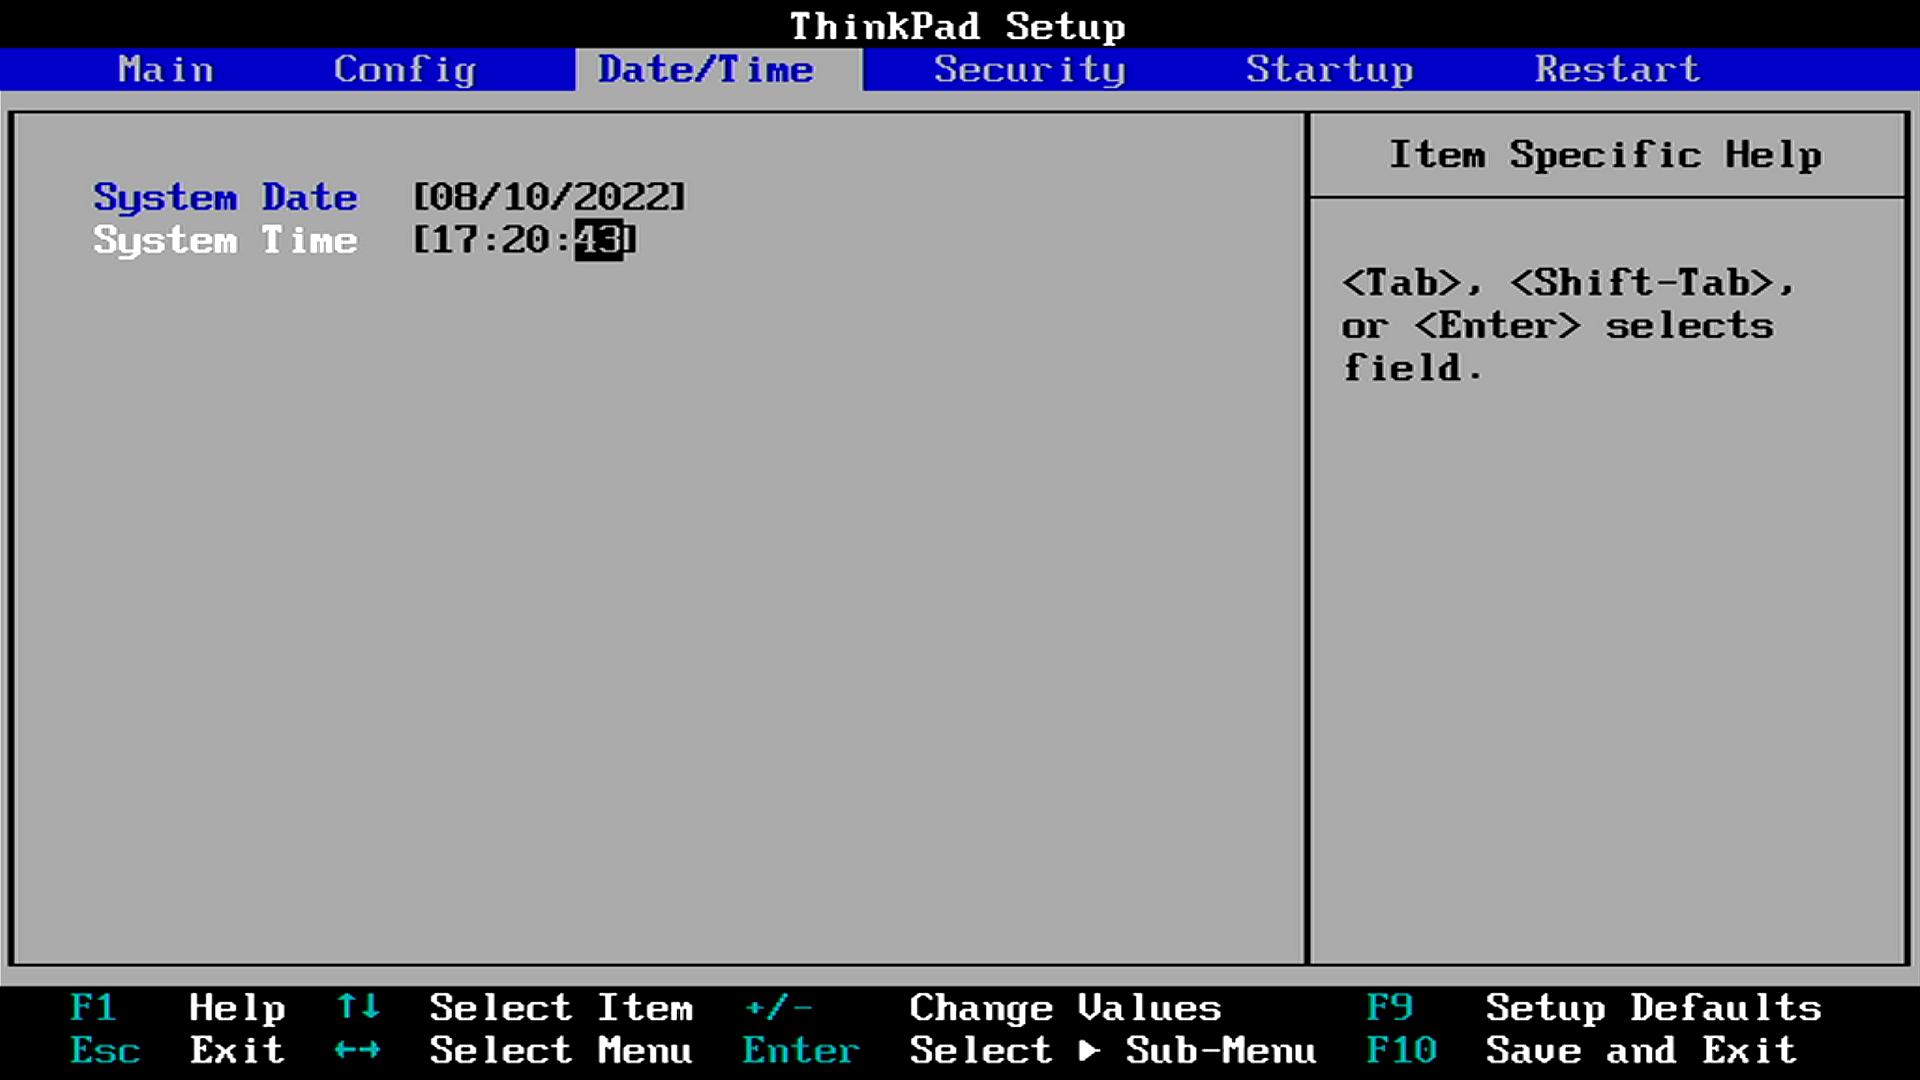 ThinkPad Setup
Main Config Date/Time Security Startup Restart
System Date [08/10/2022]
System Time [17:20:43]
Item Specific Help
<Tab>, <Shift-Tab>,
or <Enter> selects
field.
F1 Help ↑↓ Select Item +/- Change Values F9 Setup Defaults
Esc Exit ←→ Select Menu Enter Select ▶ Sub-Menu F10 Save and Exit